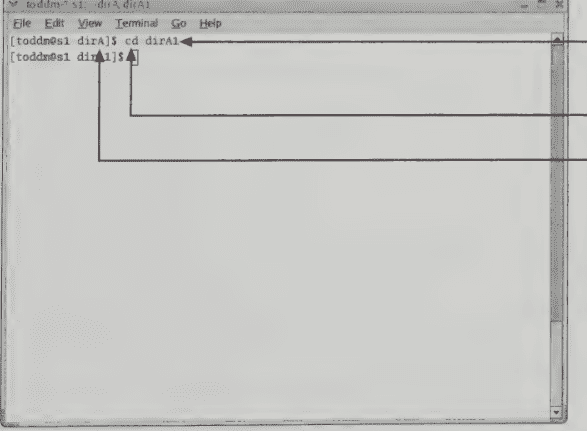 toddm@s1: ~dirA/dirA1
File Edit View Terminal Go Help
[toddm@s1 dirA]$ cd dirA1
[toddm@s1 dirA1]$